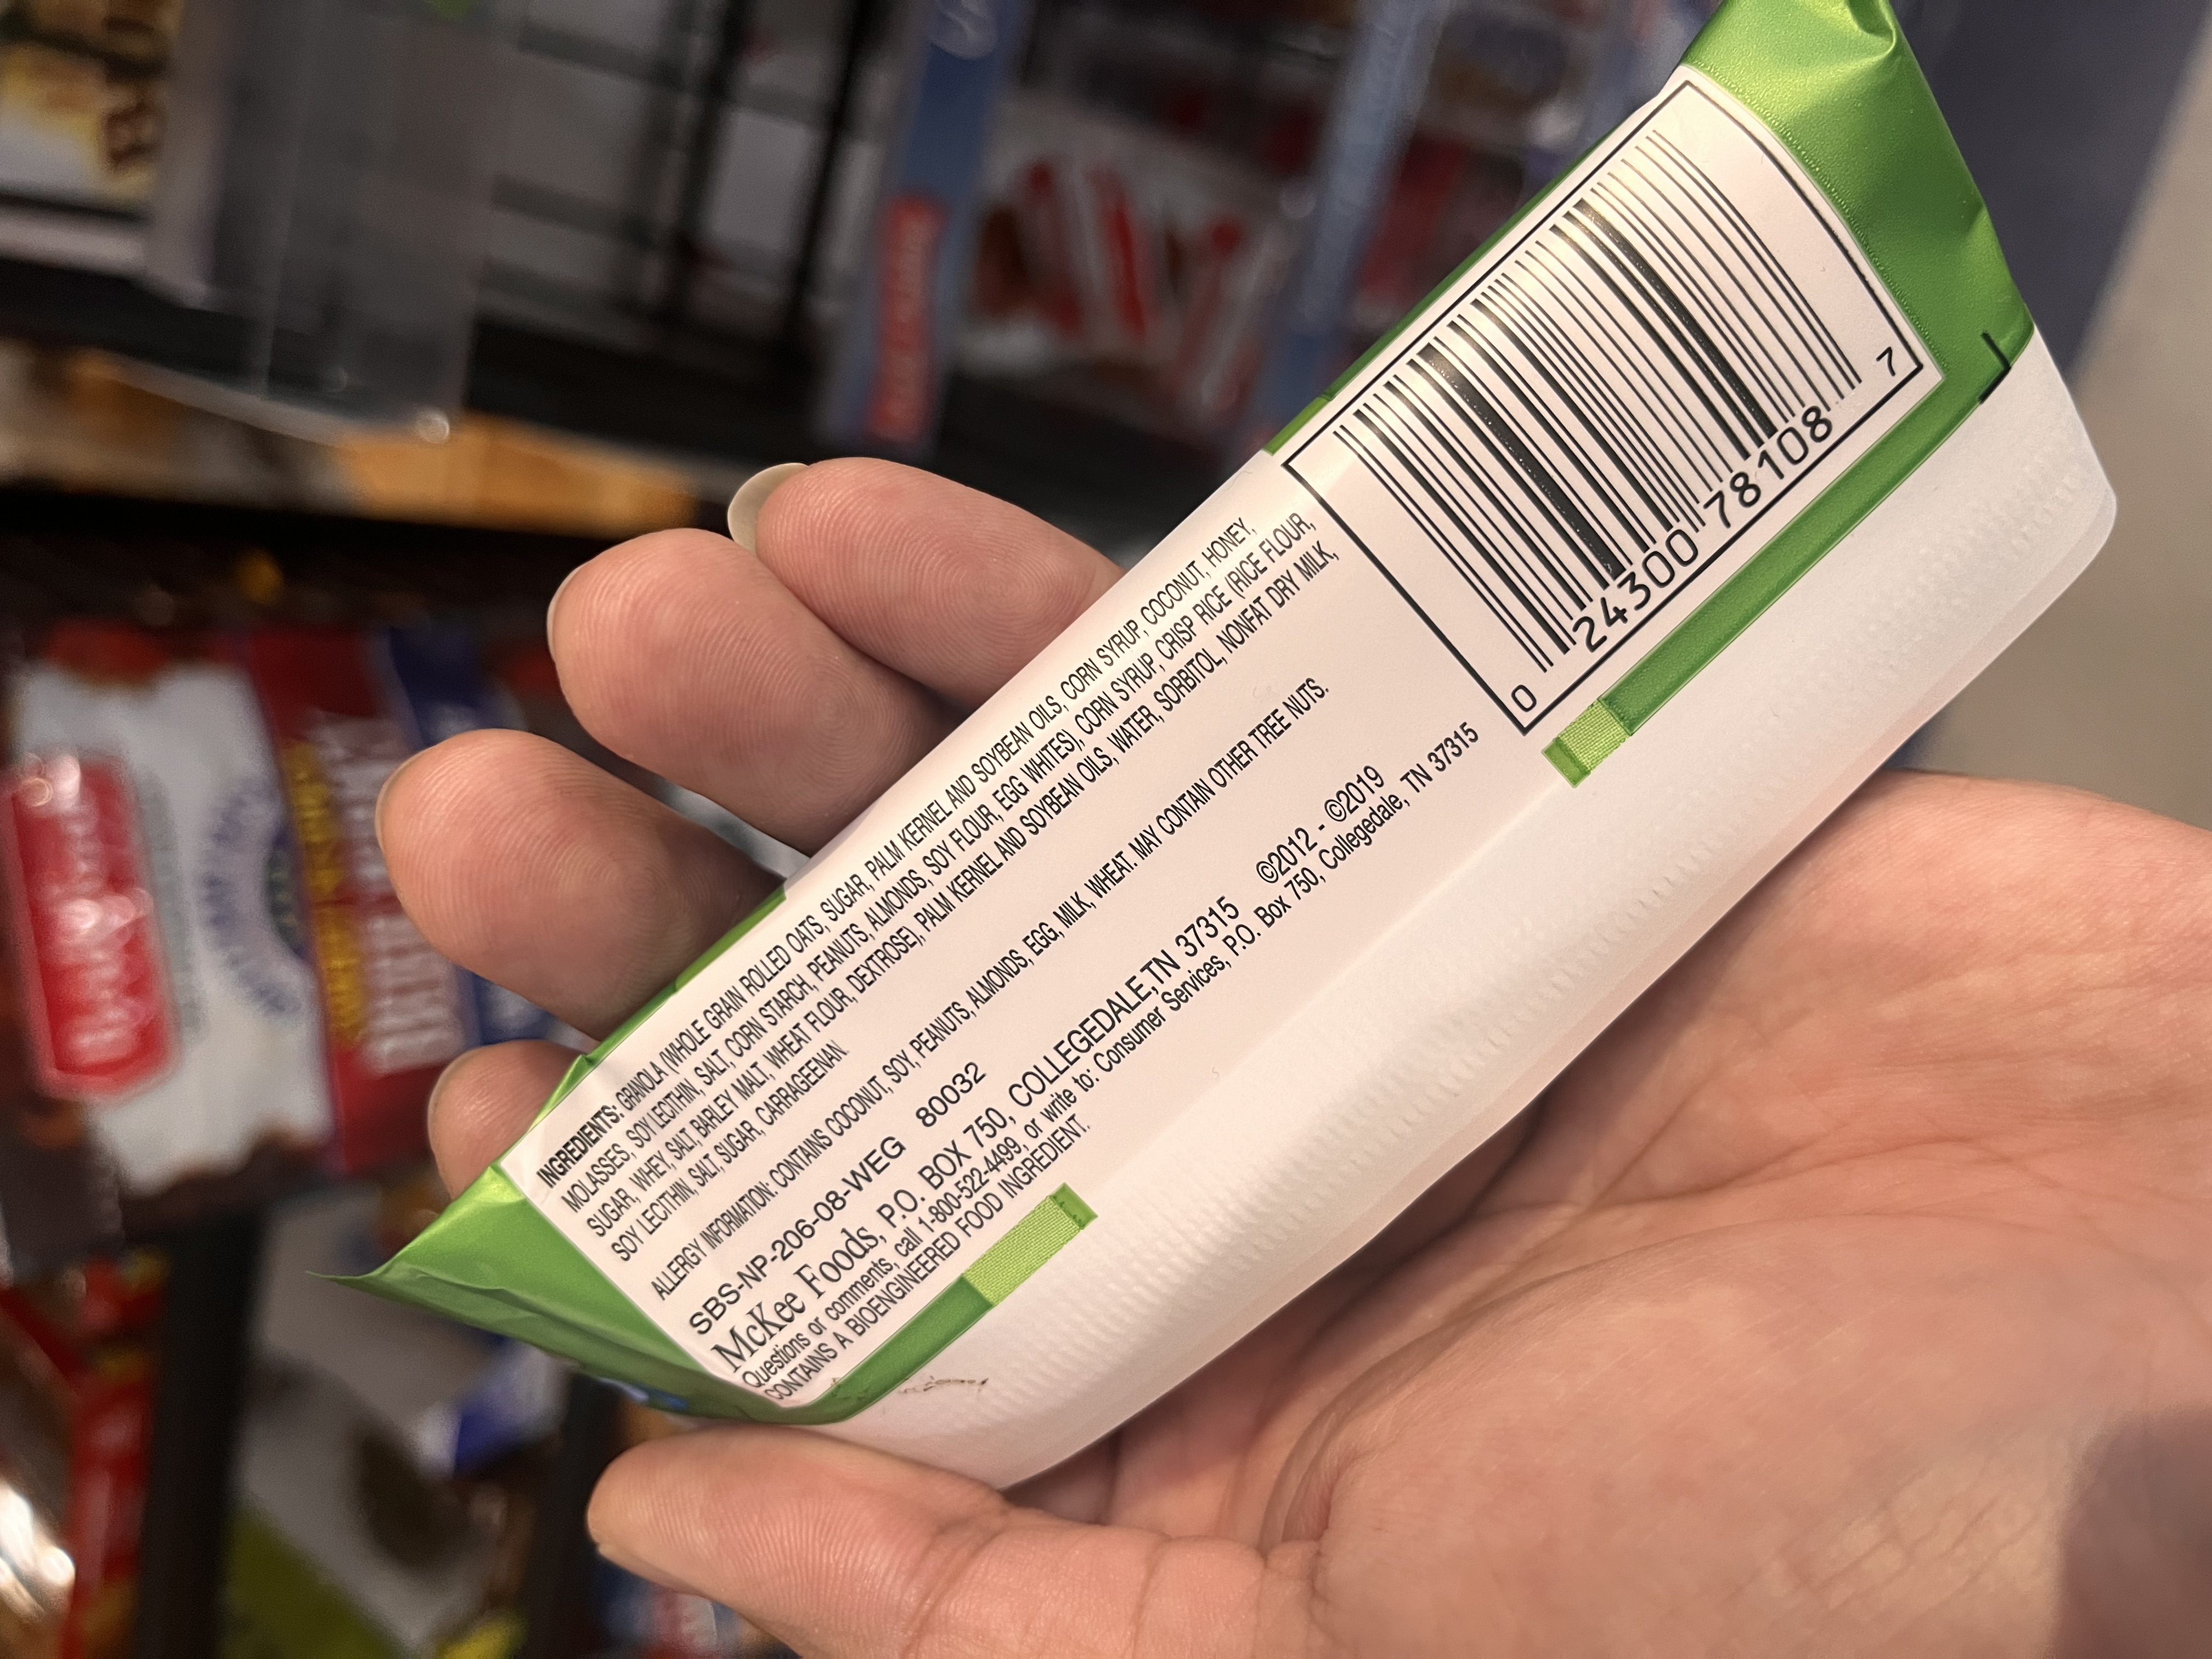 INGREDIENTS: GRANOLA (WHOLE GRAIN ROLLED OATS, SUGAR, PALM KERNEL AND SOYBEAN OILS, CORN SYRUP, COCONUT, HONEY,
MOLASSES, SOY LECITHIN, SALT, CORN STARCH, PEANUTS, ALMONDS, SOY FLOUR, EGG WHITES), CORN SYRUP, CRISP RICE (RICE FLOUR,
SUGAR, WHEY, SALT, BARLEY MALT, WHEAT FLOUR, DEXTROSE), PALM KERNEL AND SOYBEAN OILS, WATER, SORBITOL, NONFAT DRY MILK,
SOY LECITHIN, SALT, SUGAR, CARRAGEENAN.
ALLERGY INFORMATION: CONTAINS COCONUT, SOY, PEANUTS, ALMONDS, EGG, MILK, WHEAT. MAY CONTAIN OTHER TREE NUTS.
SBS-NP-206-08-WEG 80032
McKee Foods, P.O. BOX 750, COLLEGEDALE, TN 37315 ©2012 - ©2019
Questions or comments, call 1-800-522-4499, or write to: Consumer Services, P.O. Box 750, Collegedale, TN 37315
CONTAINS A BIOENGINEERED FOOD INGREDIENT.
0 24300 78108 7